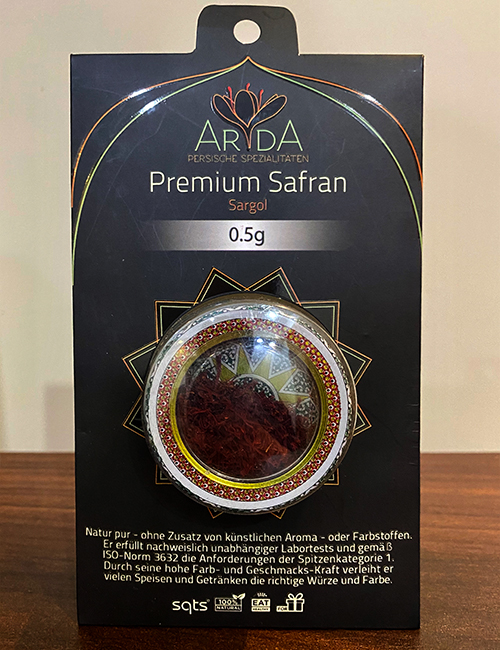 ARYDA
PERSISCHE SPEZIALITÄTEN
Premium Safran
Sargol
0.5g
Natur pur - ohne Zusatz von künstlichen Aroma - oder Farbstoffen.
Er erfüllt nachweislich unabhängiger Labortests und gemäß
ISO-Norm 3632 die Anforderungen der Spitzenkategorie 1.
Durch seine hohe Farb- und Geschmacks-Kraft verleiht er
vielen Speisen und Getränken die richtige Würze und Farbe.
sqts 100% NATURAL EAT